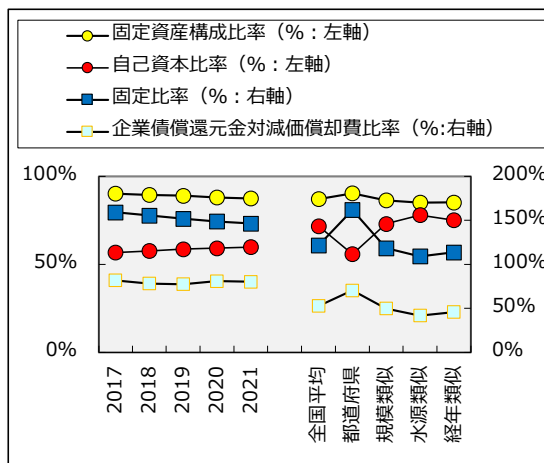 固定資産構成比率（%：左軸）
自己資本比率（%：左軸）
固定比率（%：右軸）
企業債償還元金対減価償却費比率（%:右軸）
100%
50%
0%
200%
150%
100%
50%
0%
2017
2018
2019
2020
2021
全国平均
都道府県
規模類似
水源類似
経年類似